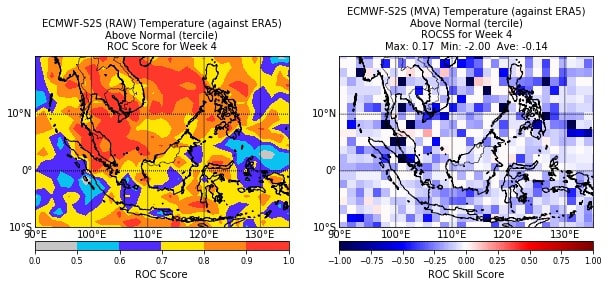 ECMWF-S2S (RAW) Temperature (against ERA5)
Above Normal (tercile)
ROC Score for Week 4
10°N
0°
10°S
90°E 100°E 110°E 120°E 130°E
0.0 0.5 0.6 0.7 0.8 0.9 1.0
ROC Score
ECMWF-S2S (MVA) Temperature (against ERA5)
Above Normal (tercile)
ROCSS for Week 4
Max: 0.17 Min: -2.00 Ave: -0.14
10°N
0°
10°S
90°E 100°E 110°E 120°E 130°E
−1.00 −0.75 −0.50 −0.25 0.00 0.25 0.50 0.75 1.00
ROC Skill Score